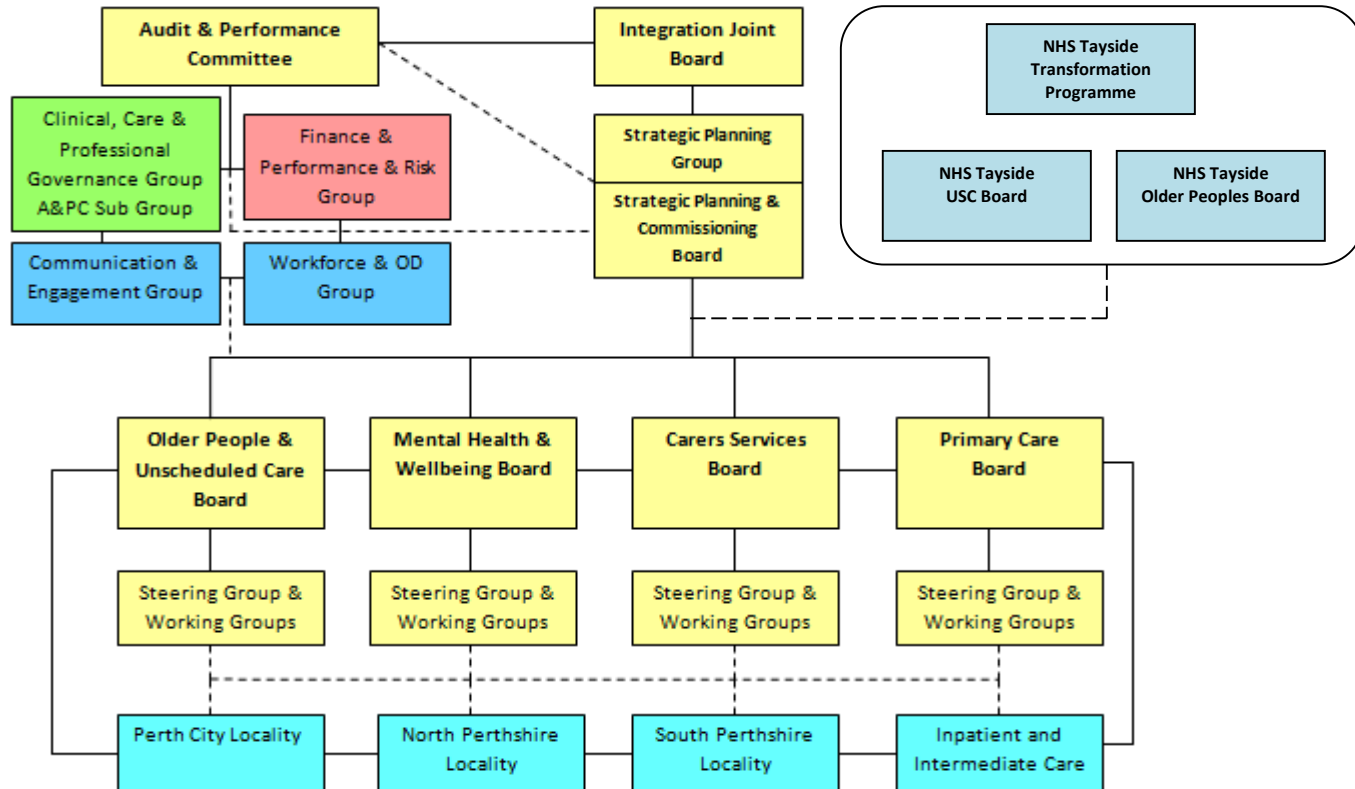 Audit & Performance
Committee
Integration Joint
Board
NHS Tayside
Transformation
Programme
Clinical, Care &
Professional
Governance Group
A&PC Sub Group
Finance &
Performance & Risk
Group
Strategic Planning
Group
Strategic Planning &
Commissioning
Board
NHS Tayside
USC Board
NHS Tayside
Older Peoples Board
Communication &
Engagement Group
Workforce & OD
Group
Older People &
Unscheduled Care
Board
Mental Health &
Wellbeing Board
Carers Services
Board
Primary Care
Board
Steering Group &
Working Groups
Steering Group &
Working Groups
Steering Group &
Working Groups
Steering Group &
Working Groups
Perth City Locality
North Perthshire
Locality
South Perthshire
Locality
Inpatient and
Intermediate Care